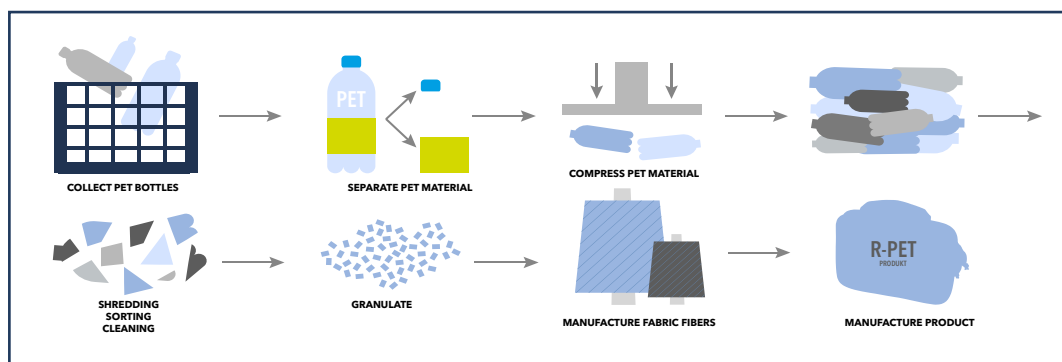 PET
COLLECT PET BOTTLES
SEPARATE PET MATERIAL
COMPRESS PET MATERIAL
SHREDDING
SORTING
CLEANING
GRANULATE
MANUFACTURE FABRIC FIBERS
R-PET
PRODUKT
MANUFACTURE PRODUCT